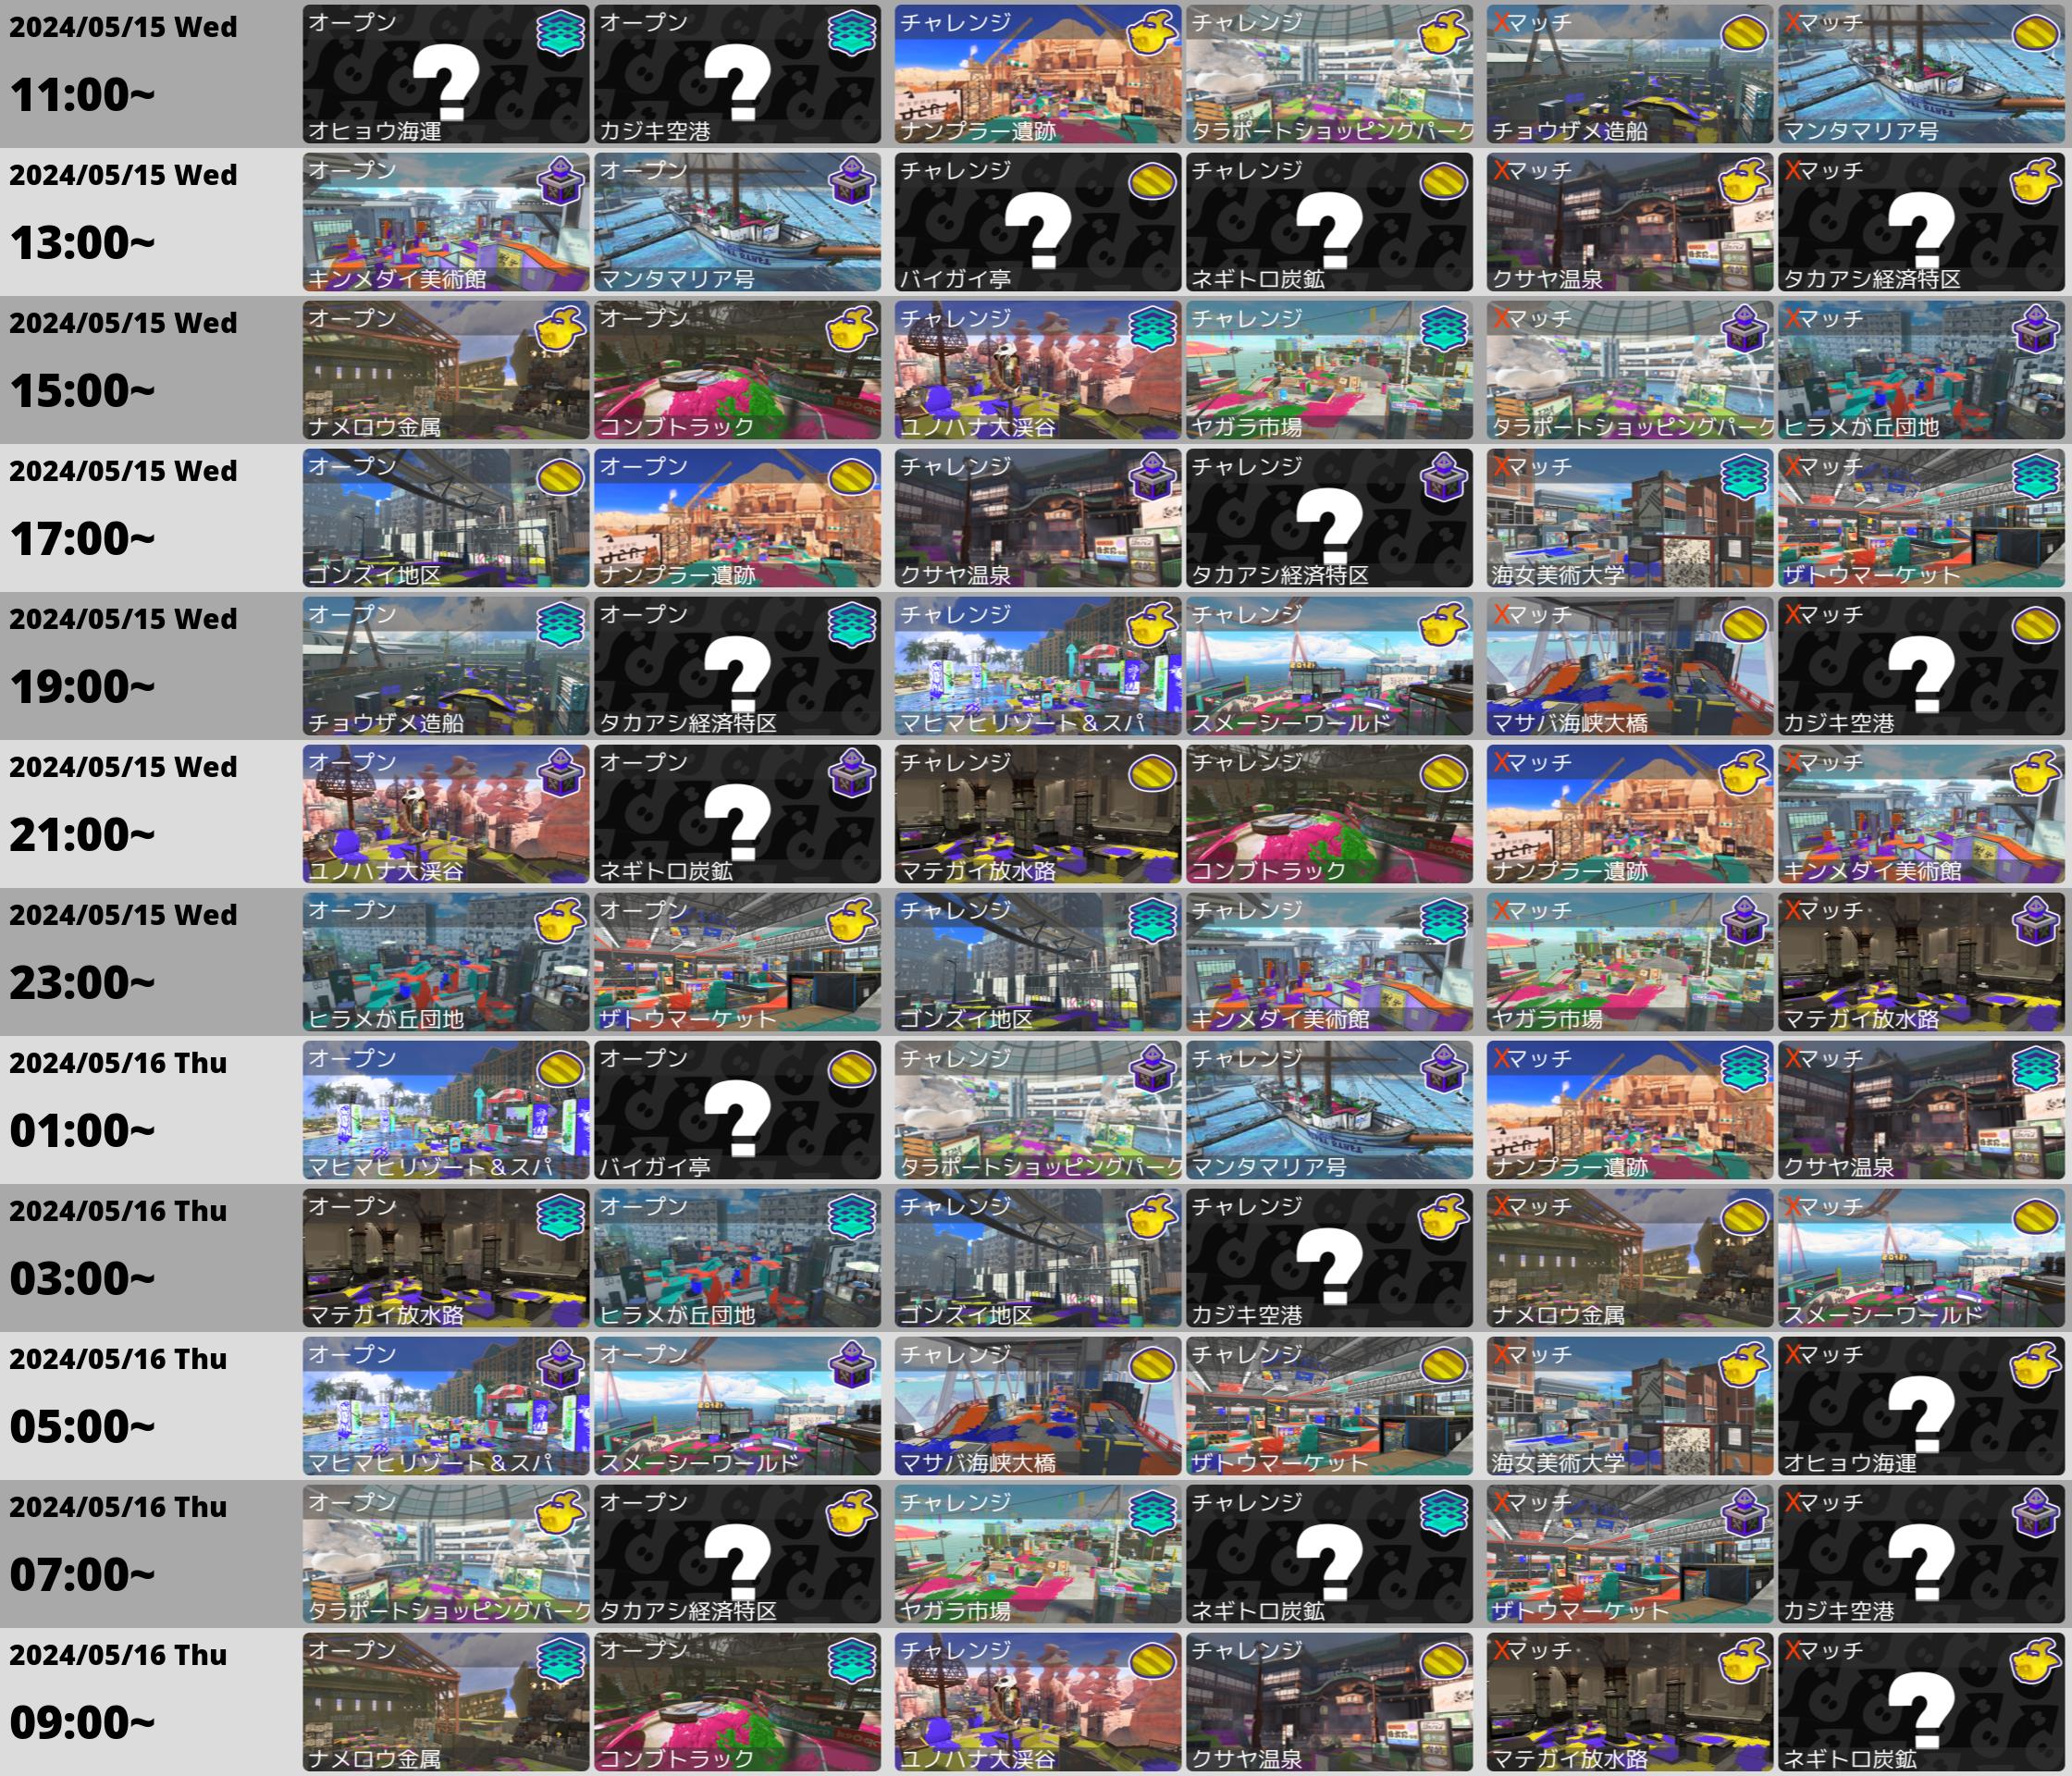 2024/05/15 Wed
11:00~
オープン オープン チャレンジ チャレンジ Xマッチ Xマッチ
オヒョウ海運 カジキ空港 ナンプラー遺跡 タラポートショッピングパーク チョウザメ造船 マンタマリア号
2024/05/15 Wed
13:00~
オープン オープン チャレンジ チャレンジ Xマッチ Xマッチ
キンメダイ美術館 マンタマリア号 バイガイ亭 ネギトロ炭鉱 クサヤ温泉 タカアシ経済特区
2024/05/15 Wed
15:00~
オープン オープン チャレンジ チャレンジ Xマッチ Xマッチ
ナメロウ金属 コンブトラック ユノハナ大渓谷 ヤガラ市場 タラポートショッピングパーク ヒラメが丘団地
2024/05/15 Wed
17:00~
オープン オープン チャレンジ チャレンジ Xマッチ Xマッチ
ゴンズイ地区 ナンプラー遺跡 クサヤ温泉 タカアシ経済特区 海女美術大学 ザトウマーケット
2024/05/15 Wed
19:00~
オープン オープン チャレンジ チャレンジ Xマッチ Xマッチ
チョウザメ造船 タカアシ経済特区 マヒマヒリゾート＆スパ スメーシーワールド マサバ海峡大橋 カジキ空港
2024/05/15 Wed
21:00~
オープン オープン チャレンジ チャレンジ Xマッチ Xマッチ
ユノハナ大渓谷 ネギトロ炭鉱 マテガイ放水路 コンブトラック ナンプラー遺跡 キンメダイ美術館
2024/05/15 Wed
23:00~
オープン オープン チャレンジ チャレンジ Xマッチ Xマッチ
ヒラメが丘団地 ザトウマーケット ゴンズイ地区 キンメダイ美術館 ヤガラ市場 マテガイ放水路
2024/05/16 Thu
01:00~
オープン オープン チャレンジ チャレンジ Xマッチ Xマッチ
マヒマヒリゾート＆スパ バイガイ亭 タラポートショッピングパーク マンタマリア号 ナンプラー遺跡 クサヤ温泉
2024/05/16 Thu
03:00~
オープン オープン チャレンジ チャレンジ Xマッチ Xマッチ
マテガイ放水路 ヒラメが丘団地 ゴンズイ地区 カジキ空港 ナメロウ金属 スメーシーワールド
2024/05/16 Thu
05:00~
オープン オープン チャレンジ チャレンジ Xマッチ Xマッチ
マヒマヒリゾート＆スパ スメーシーワールド マサバ海峡大橋 ザトウマーケット 海女美術大学 オヒョウ海運
2024/05/16 Thu
07:00~
オープン オープン チャレンジ チャレンジ Xマッチ Xマッチ
タラポートショッピングパーク タカアシ経済特区 ヤガラ市場 ネギトロ炭鉱 ザトウマーケット カジキ空港
2024/05/16 Thu
09:00~
オープン オープン チャレンジ チャレンジ Xマッチ Xマッチ
ナメロウ金属 コンブトラック ユノハナ大渓谷 クサヤ温泉 マテガイ放水路 ネギトロ炭鉱